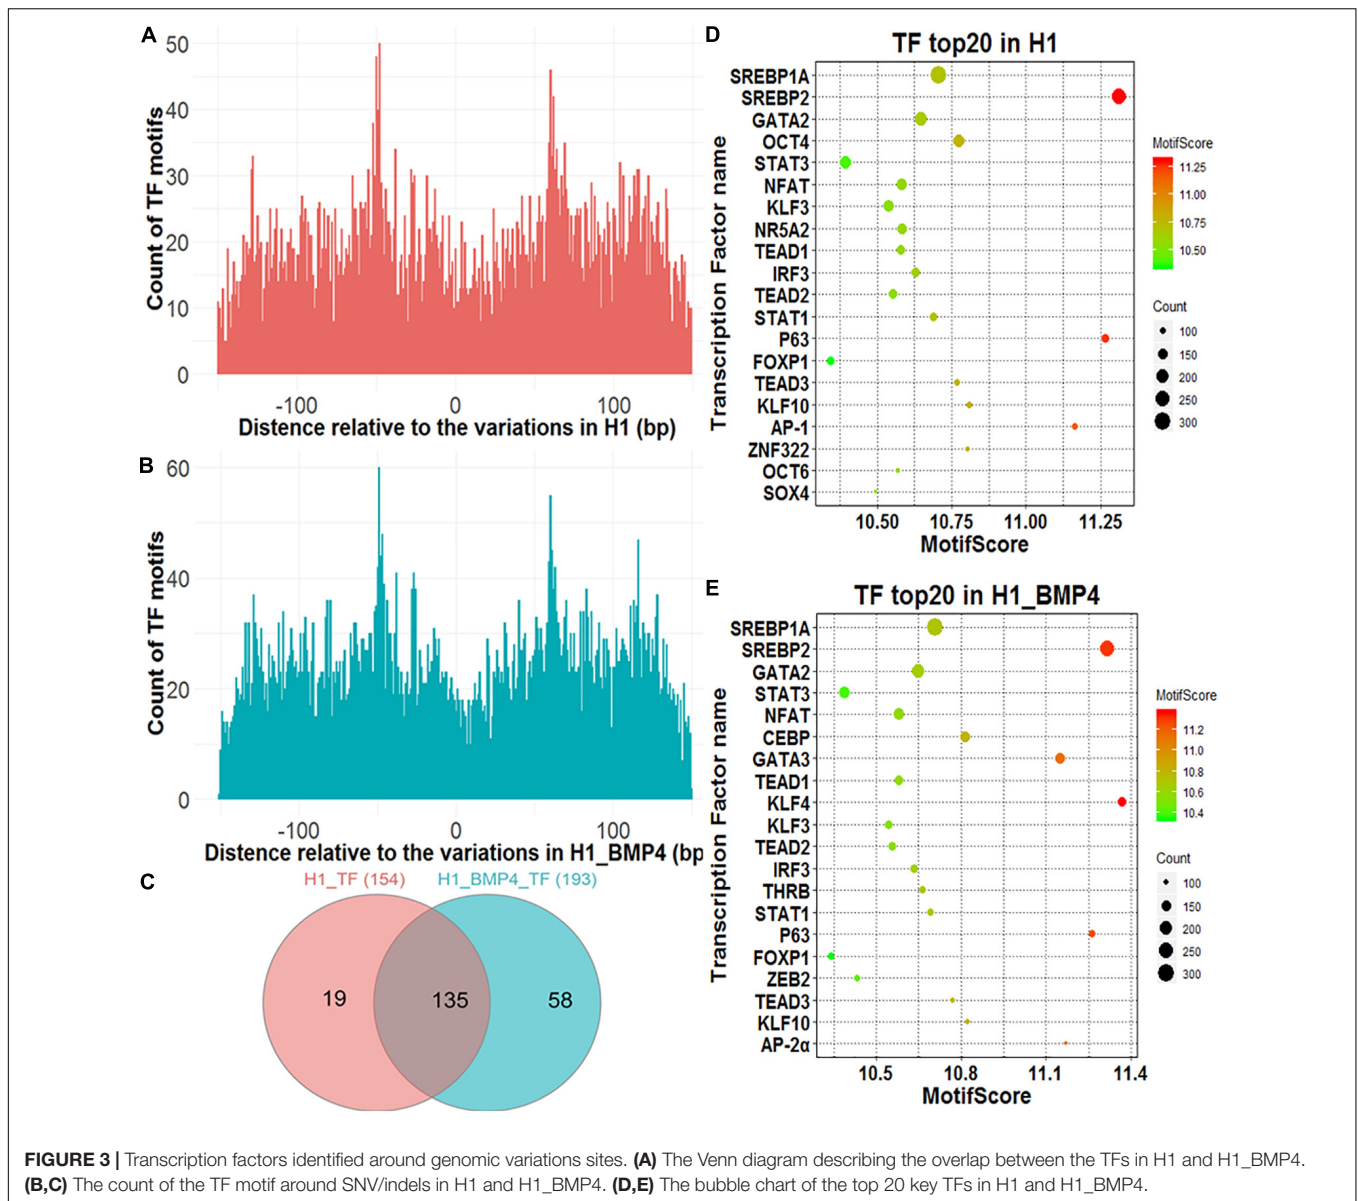 A
50
40
30
20
10
0
Count of TF motifs
-100 0 100
Distence relative to the variations in H1 (bp)
B
60
40
20
0
Count of TF motifs
-100 0 100
Distence relative to the variations in H1_BMP4 (bp
C
H1_TF (154) H1_BMP4_TF (193)
19 135 58
D
TF top20 in H1
Transcription Factor name
SREBP1A
SREBP2
GATA2
OCT4
STAT3
NFAT
KLF3
NR5A2
TEAD1
IRF3
TEAD2
STAT1
P63
FOXP1
TEAD3
KLF10
AP-1
ZNF322
OCT6
SOX4
10.50 10.75 11.00 11.25
MotifScore
MotifScore
11.25
11.00
10.75
10.50
Count
100
150
200
250
300
E
TF top20 in H1_BMP4
Transcription Factor name
SREBP1A
SREBP2
GATA2
STAT3
NFAT
CEBP
GATA3
TEAD1
KLF4
KLF3
TEAD2
IRF3
THRB
STAT1
P63
FOXP1
ZEB2
TEAD3
KLF10
AP-2α
10.5 10.8 11.1 11.4
MotifScore
MotifScore
11.2
11.0
10.8
10.6
10.4
Count
100
150
200
250
300
FIGURE 3 | Transcription factors identified around genomic variations sites. (A) The Venn diagram describing the overlap between the TFs in H1 and H1_BMP4.
(B,C) The count of the TF motif around SNV/indels in H1 and H1_BMP4. (D,E) The bubble chart of the top 20 key TFs in H1 and H1_BMP4.